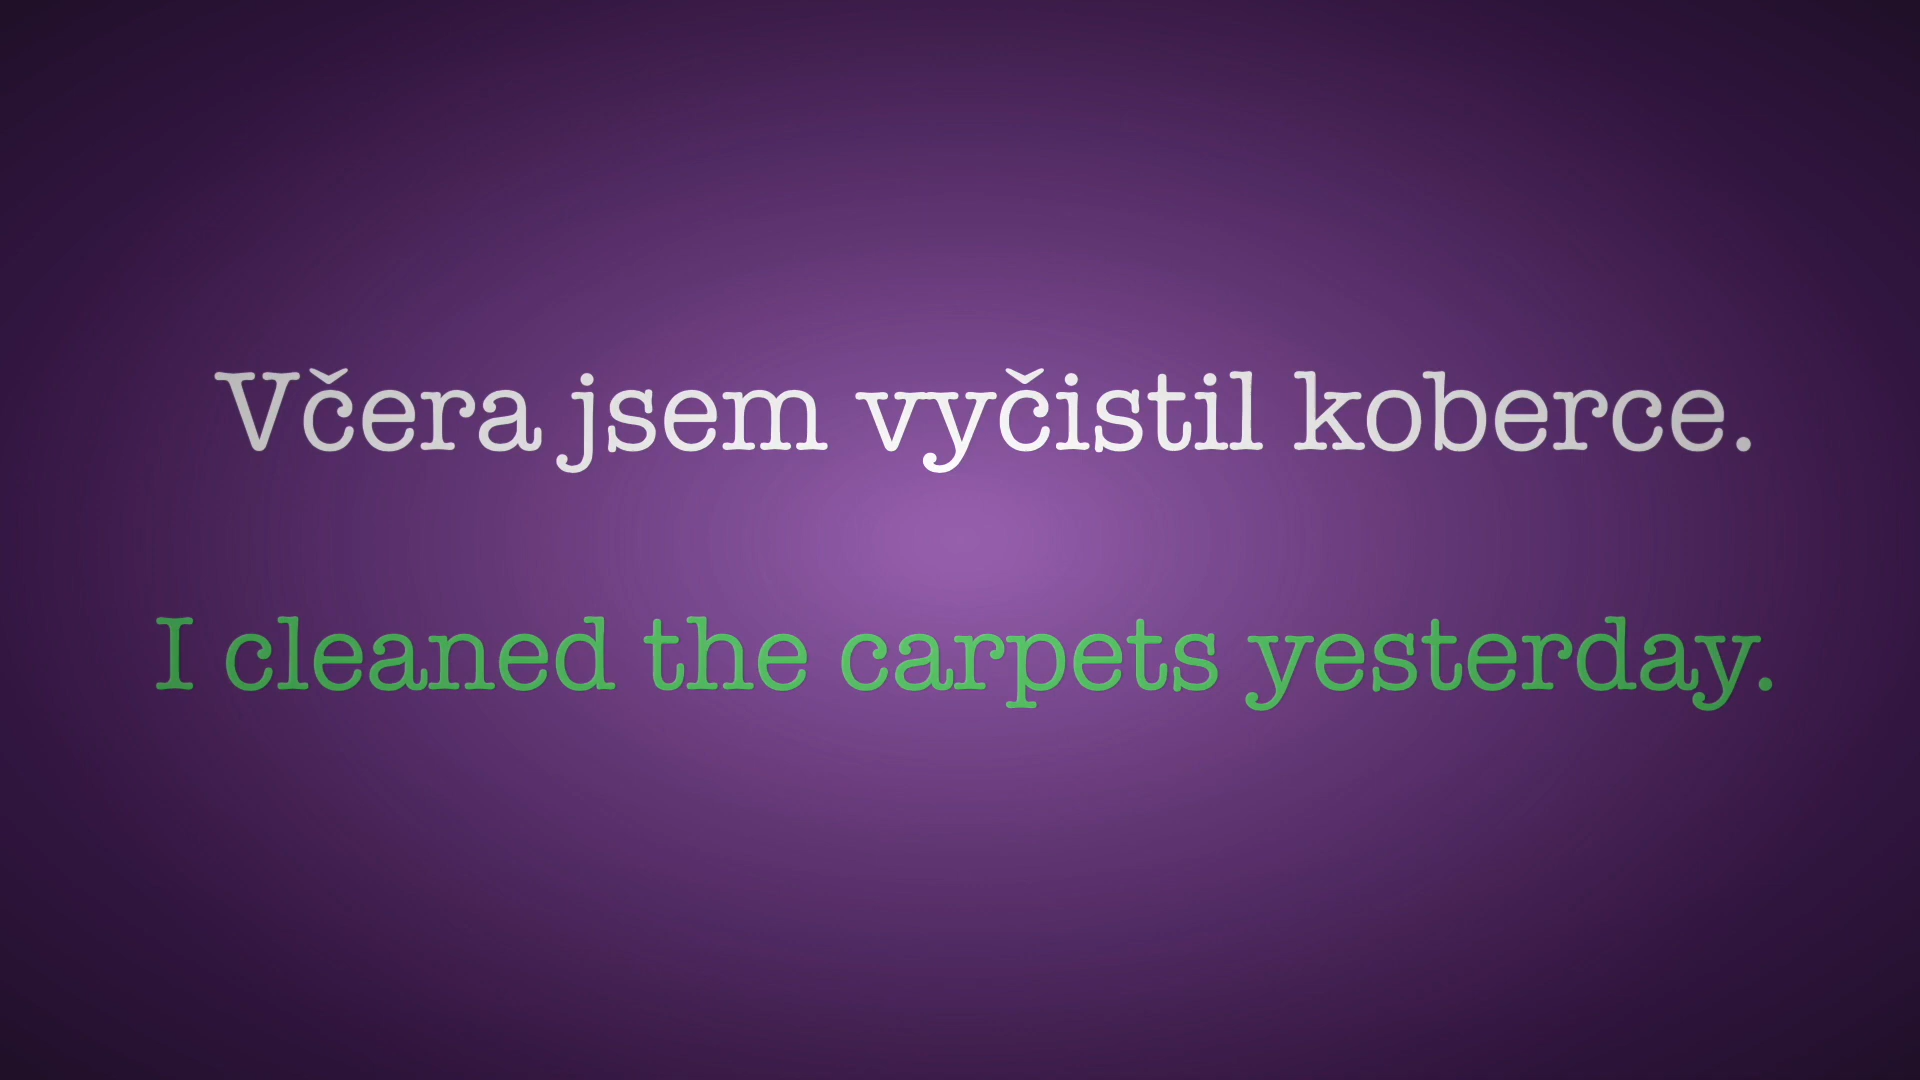 Včera jsem vyčistil koberce.
I cleaned the carpets yesterday.